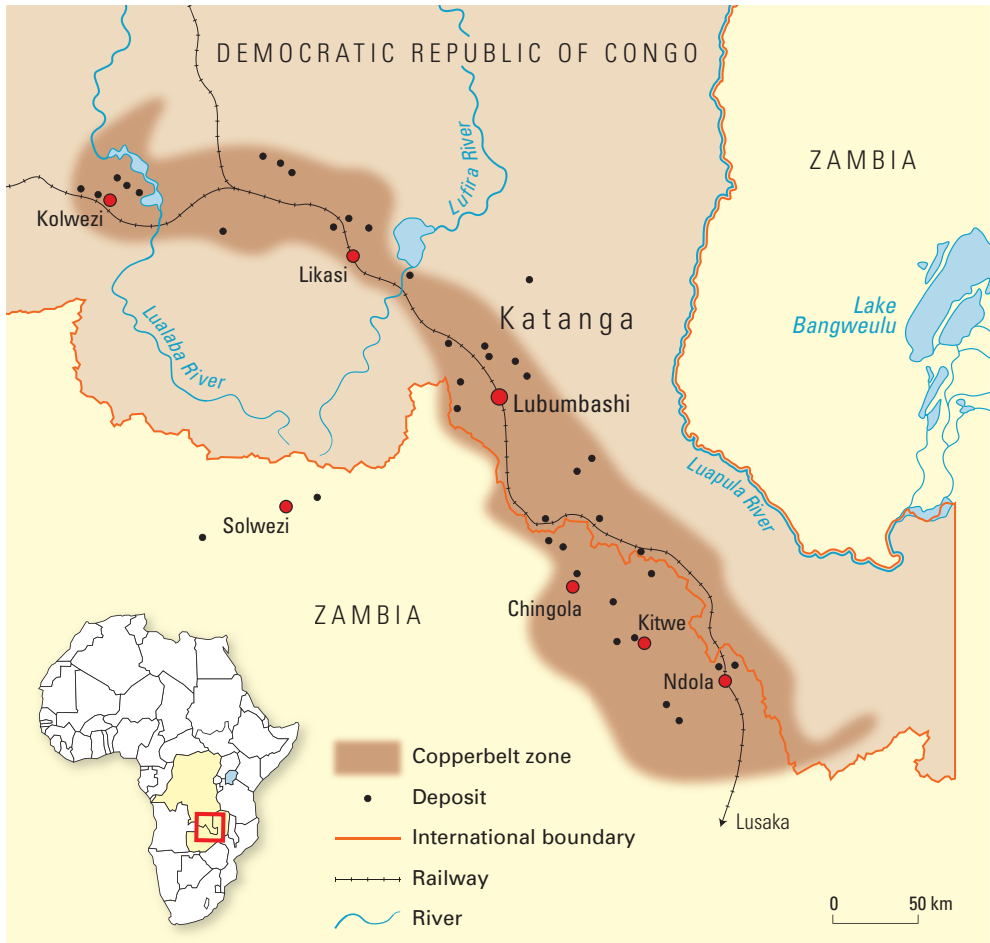 DEMOCRATIC REPUBLIC OF CONGO
ZAMBIA
Lufira River
Kolwezi
Likasi
Lualaba River
Katanga
Lake
Bangweulu
Lubumbashi
Luapula River
Solwezi
Chingola
ZAMBIA
Kitwe
Ndola
Copperbelt zone
Deposit
Lusaka
International boundary
Railway
River
0 50 km